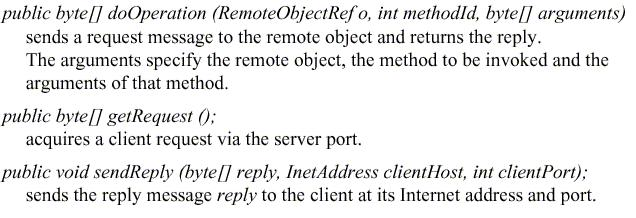 public byte[] doOperation (RemoteObjectRef o, int methodId, byte[] arguments)
sends a request message to the remote object and returns the reply.
The arguments specify the remote object, the method to be invoked and the
arguments of that method.
public byte[] getRequest ();
acquires a client request via the server port.
public void sendReply (byte[] reply, InetAddress clientHost, int clientPort);
sends the reply message reply to the client at its Internet address and port.